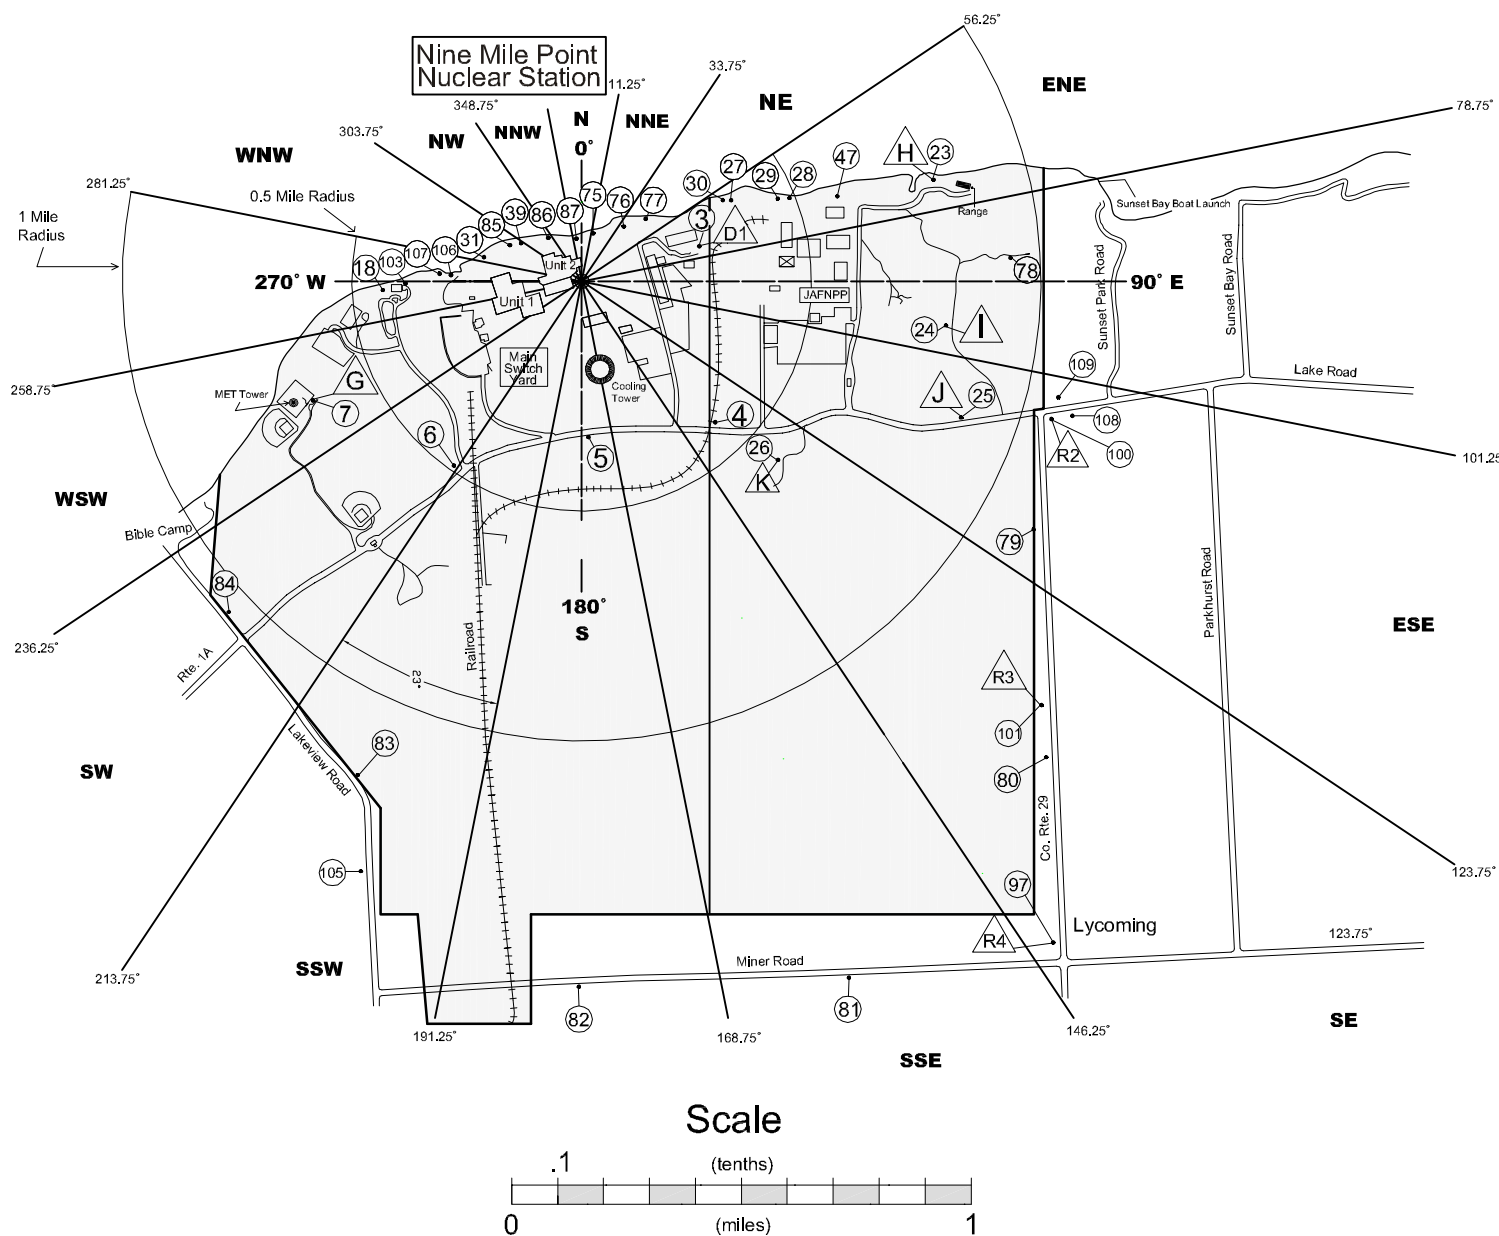 56.25°
Nine Mile Point
Nuclear Station
33.75°
11.25°
ENE
348.75°
NE
78.75°
N
0°
NNE
NNW
NW
303.75°
WNW
H
23
47
27
29
28
30
281.25°
0.5 Mile Radius
1 Mile
Radius
Range
Sunset Bay Boat Launch
75
76
77
3
D1
87
86
39
85
31
106
107
103
18
Unit 2
Unit 1
78
Sunset Park Road
Sunset Bay Road
270° W
90° E
JAFNPP
24
I
Main
Switch
Yard
Cooling
Tower
G
MET Tower
7
258.75°
109
Lake Road
J
25
108
100
R2
4
6
5
26
K
101.25°
WSW
Bible Camp
79
84
180°
S
Parkhurst Road
ESE
236.25°
Rte. 1A
Railroad
23°
R3
101
80
83
Lakeview Road
SW
Co. Rte. 29
105
97
123.75°
Lycoming
R4
123.75°
SSW
Miner Road
213.75°
82
81
191.25°
168.75°
146.25°
SE
SSE
Scale
.1
(tenths)
0
(miles)
1